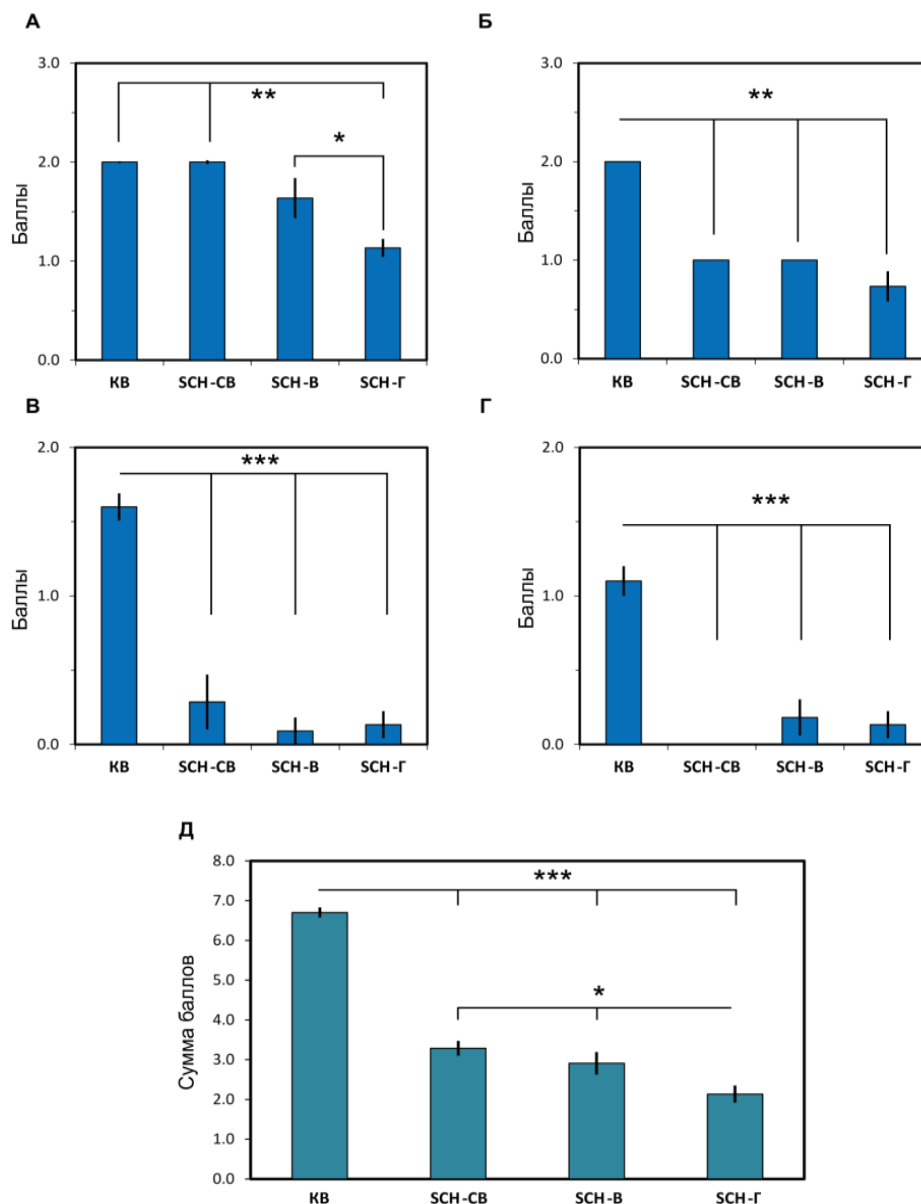 А
Б
3.0
2.0
1.0
0.0
Баллы
**
*
КВ
SCH-СВ
SCH-В
SCH-Г
3.0
2.0
1.0
0.0
Баллы
**
КВ
SCH-СВ
SCH-В
SCH-Г
В
Г
2.0
1.0
0.0
Баллы
***
КВ
SCH-СВ
SCH-В
SCH-Г
2.0
1.0
0.0
Баллы
***
КВ
SCH-СВ
SCH-В
SCH-Г
Д
8.0
7.0
6.0
5.0
4.0
3.0
2.0
1.0
0.0
Сумма баллов
***
*
КВ
SCH-СВ
SCH-В
SCH-Г